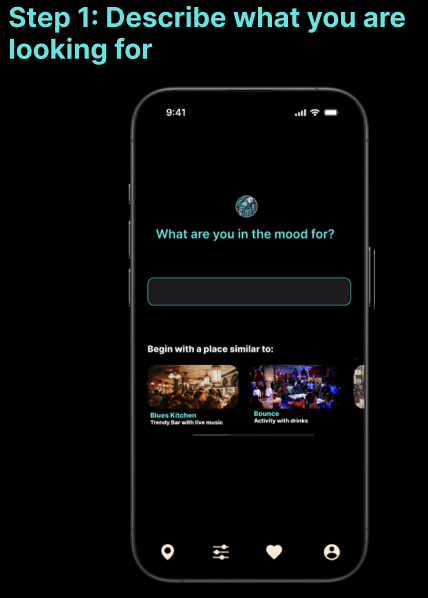 Step 1: Describe what you are
looking for
9:41
What are you in the mood for?
Begin with a place similar to:
Blues Kitchen
Trendy Bar with live music
Bounce
Activity with drinks